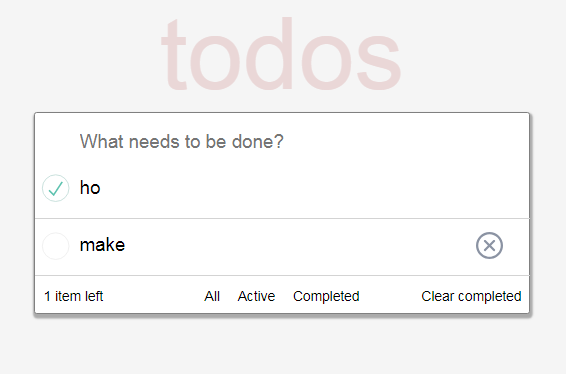 todos
What needs to be done?
ho
make
1 item left All Active Completed Clear completed